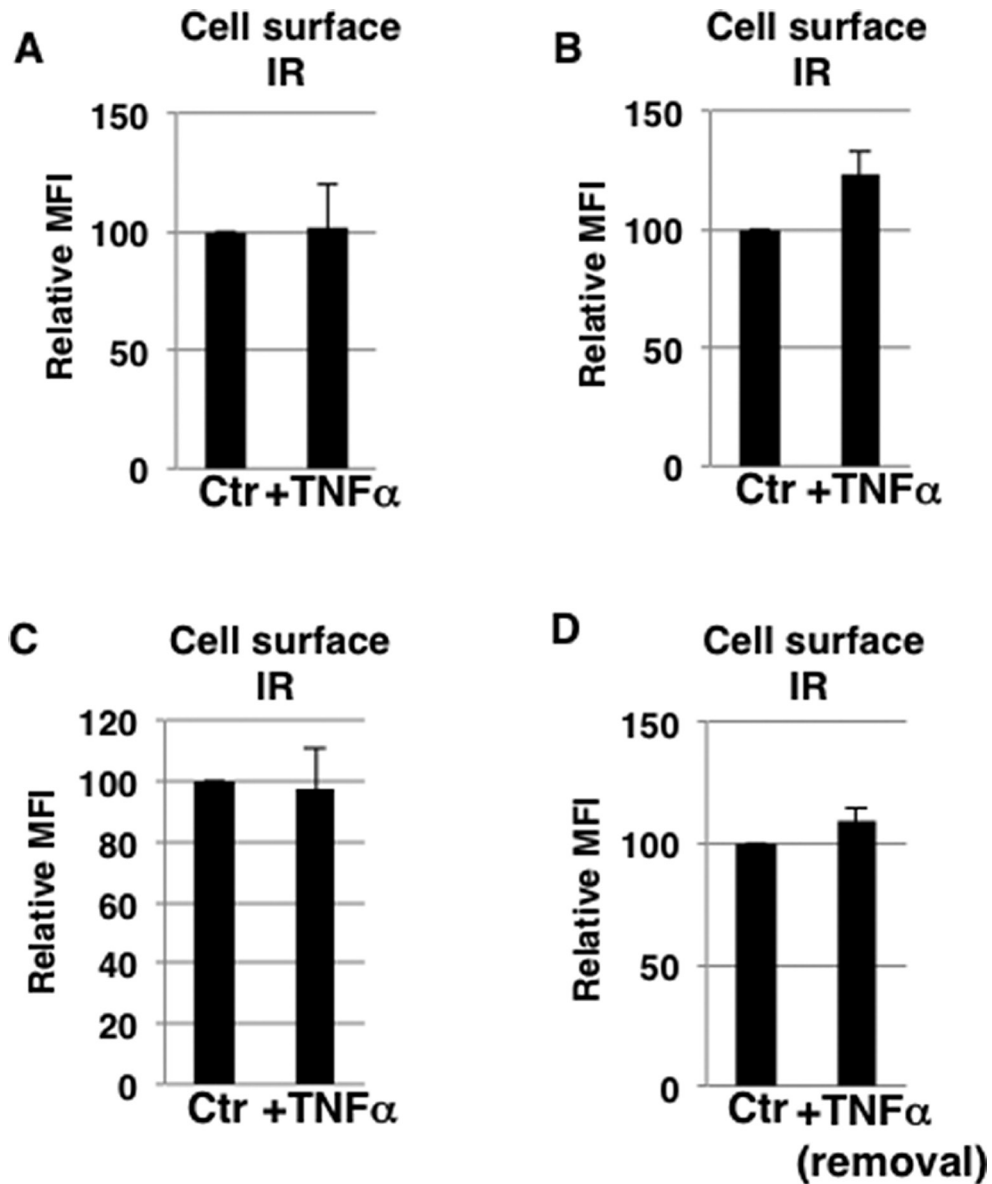 A
Cell surface
IR
Relative MFI
150
100
50
0
Ctr +TNFα
B
Cell surface
IR
Relative MFI
150
100
50
0
Ctr +TNFα
C
Cell surface
IR
Relative MFI
120
100
80
60
40
20
0
Ctr +TNFα
D
Cell surface
IR
Relative MFI
150
100
50
0
Ctr +TNFα
(removal)